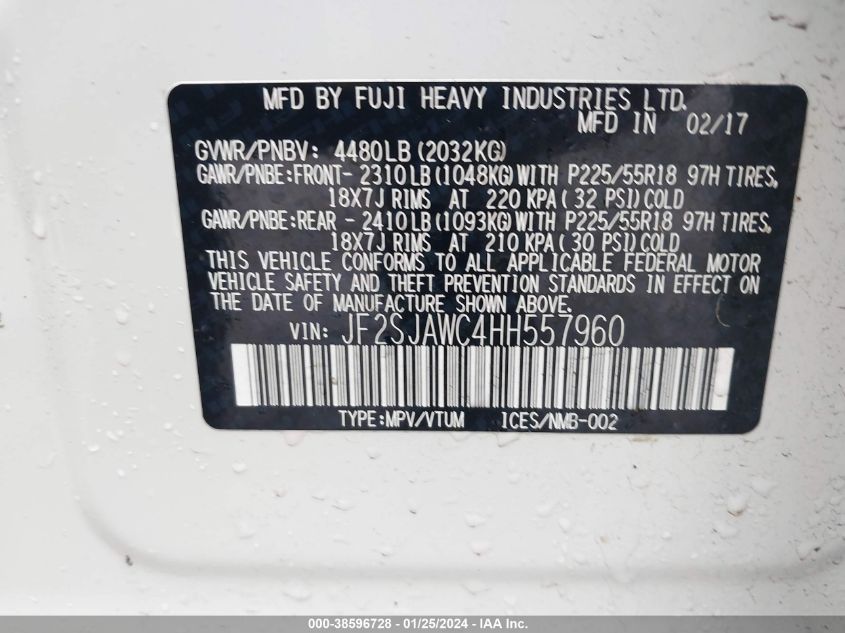 MFD BY FUJI HEAVY INDUSTRIES LTD.
MFD IN 02/17
GVWR/PNBV: 4480LB (2032KG)
GAWR/PNBE:FRONT- 2310LB (1048KG) WITH P225/55R18 97H TIRES,
18X7J RIMS AT 220 KPA ( 32 PSI) COLD
GAWR/PNBE:REAR - 2410LB (1093KG) WITH P225/55R18 97H TIRES,
18X7J RIMS AT 210 KPA ( 30 PSI) COLD
THIS VEHICLE CONFORMS TO ALL APPLICABLE FEDERAL MOTOR
VEHICLE SAFETY AND THEFT PREVENTION STANDARDS IN EFFECT ON
THE DATE OF MANUFACTURE SHOWN ABOVE.
VIN: JF2SJAWC4HH557960
TYPE:MPV/VTUM ICES/NMB-002
000-38596728 - 01/25/2024 - IAA Inc.